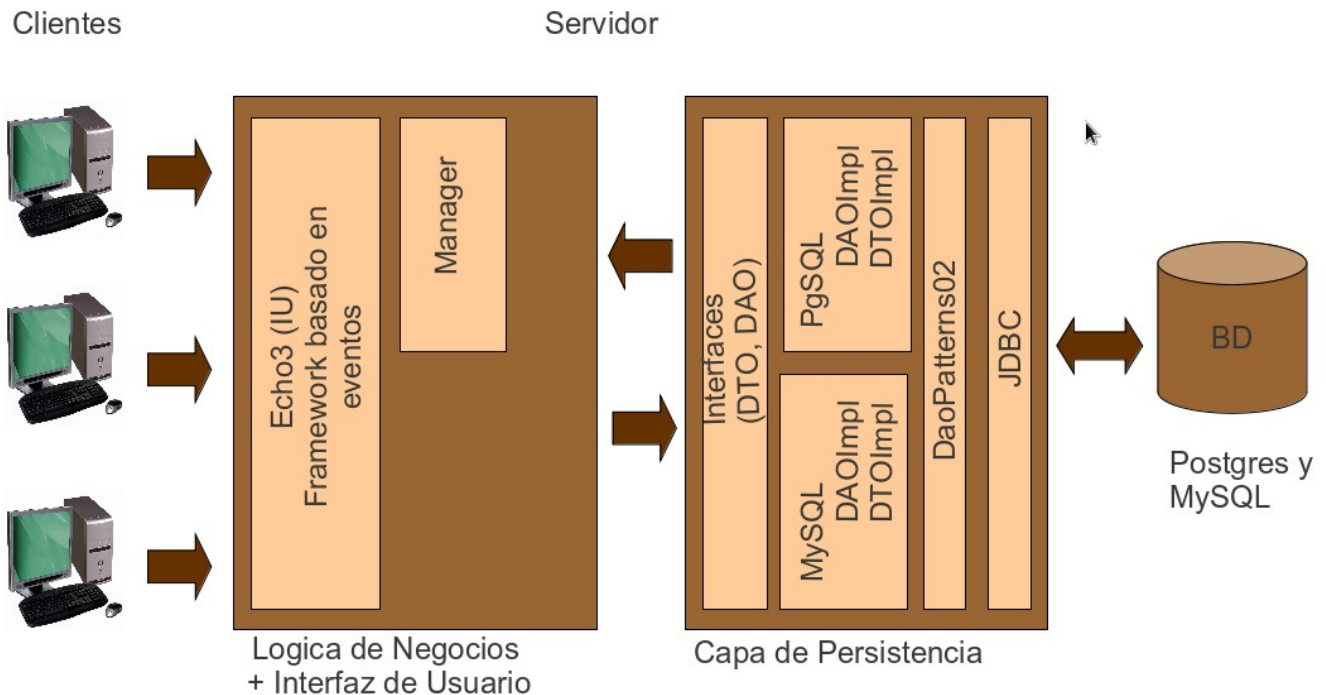 Clientes
Servidor
Echo3 (IU)
Framework basado en
eventos
Manager
Interfaces
(DTO, DAO)
PgSQL
DAOImpl
DTOImpl
MySQL
DAOImpl
DTOImpl
DaoPatterns02
JDBC
BD
Postgres y
MySQL
Logica de Negocios
+ Interfaz de Usuario
Capa de Persistencia